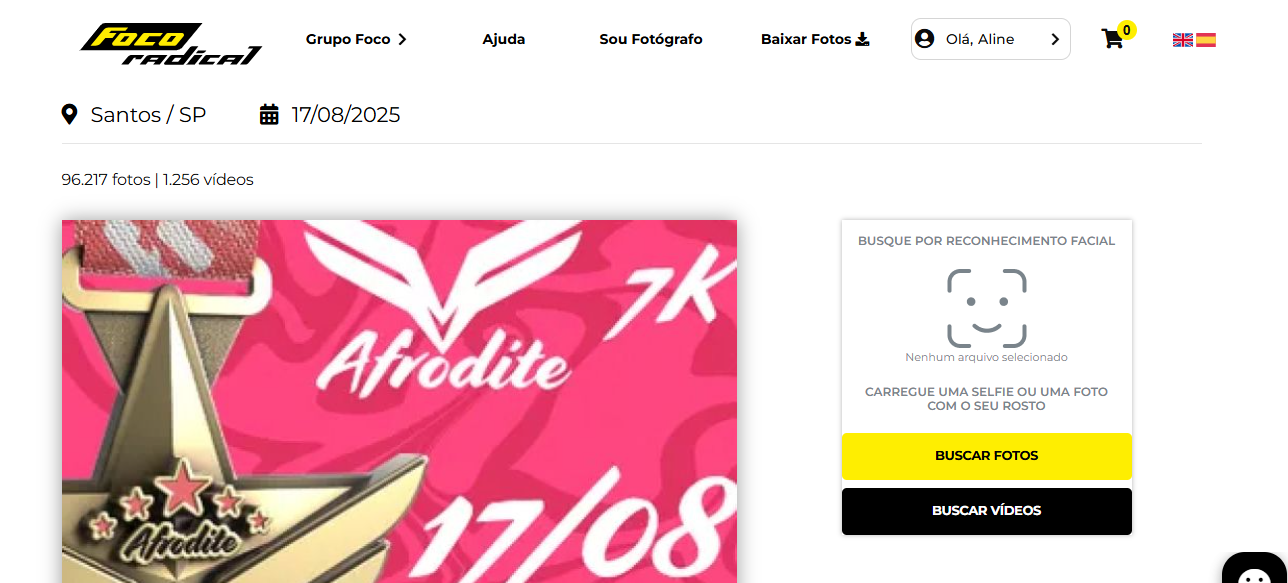 Foco
radical
Grupo Foco
Ajuda
Sou Fotógrafo
Baixar Fotos
Olá, Aline
0
Santos / SP
17/08/2025
96.217 fotos | 1.256 vídeos
Afrodite
7K
17/08
Afrodite
BUSQUE POR RECONHECIMENTO FACIAL
Nenhum arquivo selecionado
CARREGUE UMA SELFIE OU UMA FOTO
COM O SEU ROSTO
BUSCAR FOTOS
BUSCAR VÍDEOS